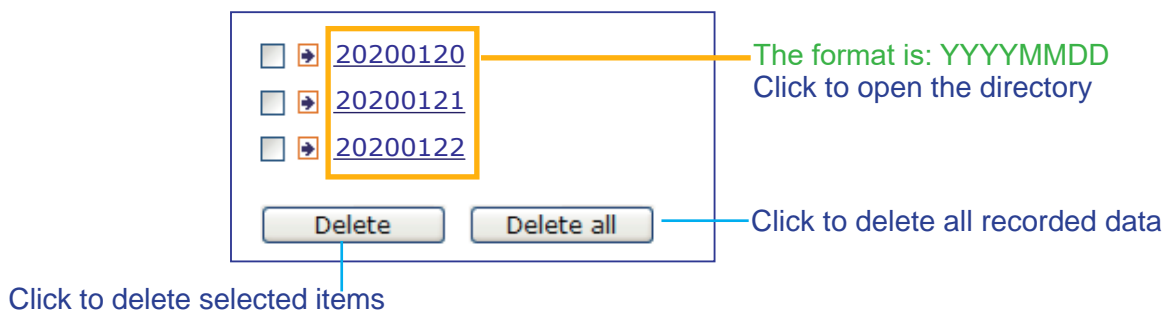 20200120
The format is: YYYYMMDD
Click to open the directory
20200121
20200122
Delete
Delete all
Click to delete all recorded data
Click to delete selected items